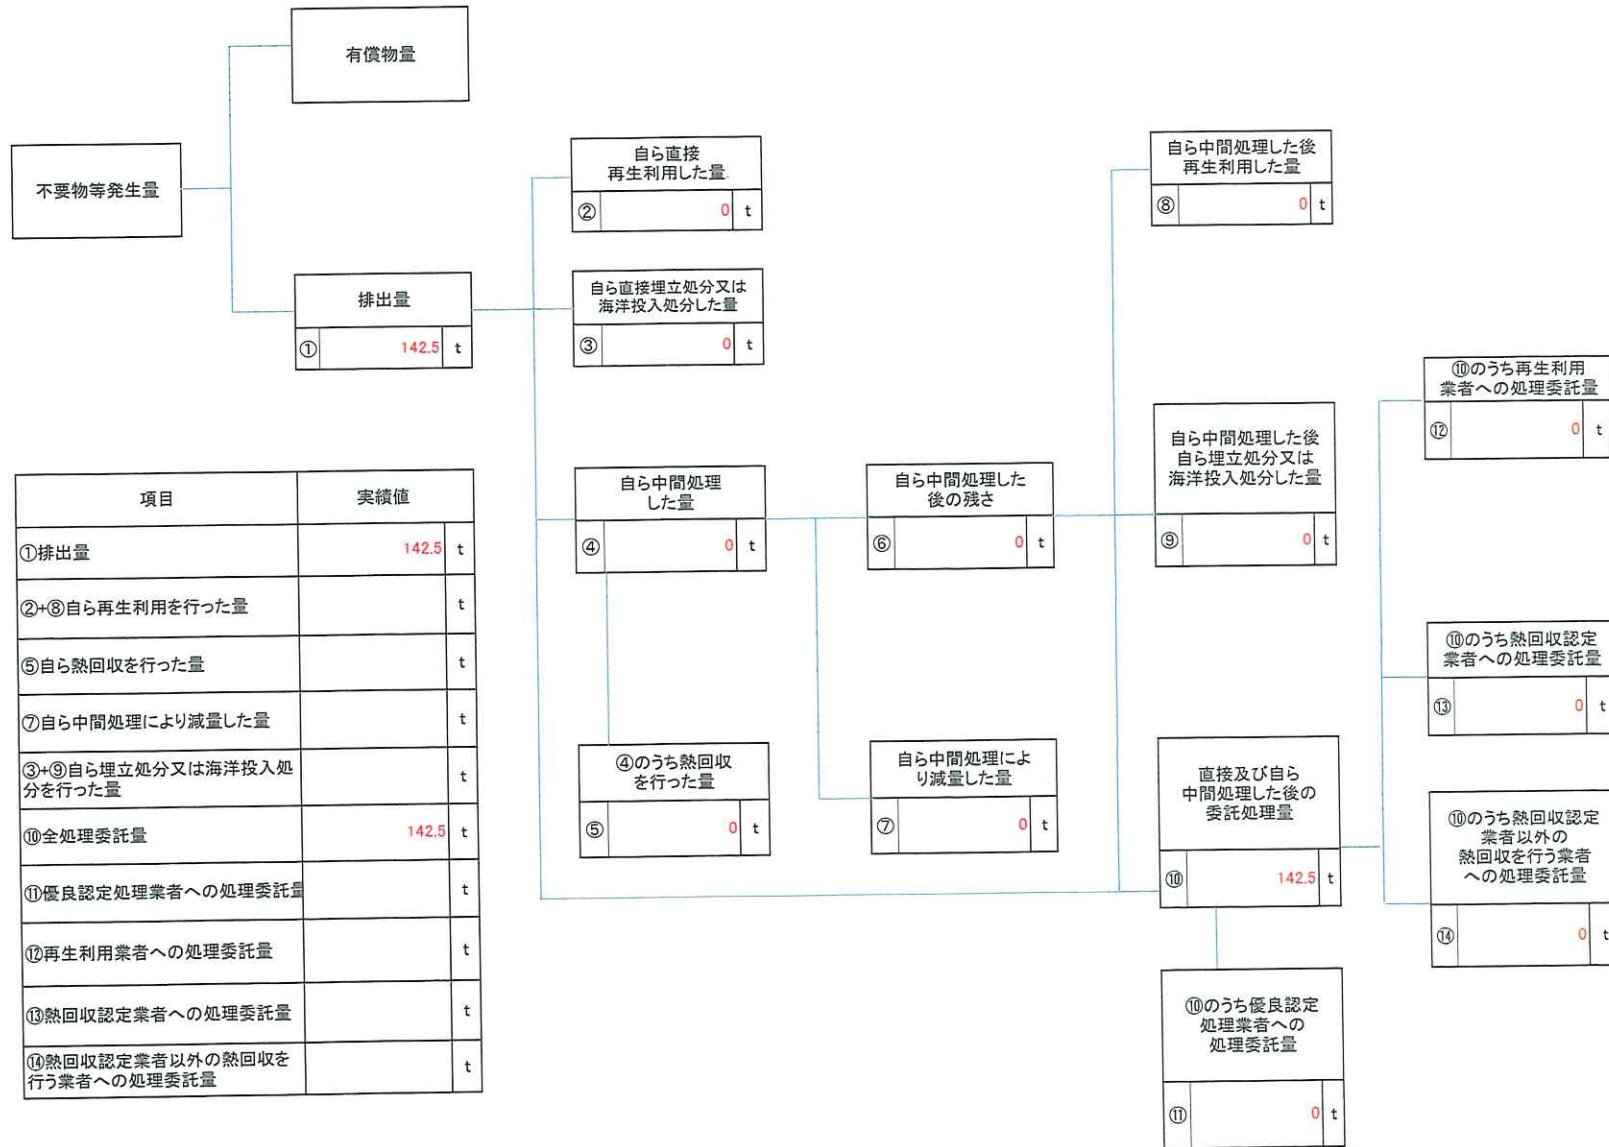 有償物量
不要物等発生量
排出量
① 142.5 t
自ら直接
再生利用した量
② 0 t
自ら直接埋立処分又は
海洋投入処分した量
③ 0 t
自ら中間処理
した量
④ 0 t
④のうち熱回収
を行った量
⑤ 0 t
自ら中間処理した
後の残さ
⑥ 0 t
自ら中間処理によ
り減量した量
⑦ 0 t
自ら中間処理した後
再生利用した量
⑧ 0 t
自ら中間処理した後
自ら埋立処分又は
海洋投入処分した量
⑨ 0 t
直接及び自ら
中間処理した後の
委託処理量
⑩ 142.5 t
⑩のうち優良認定
処理業者への
処理委託量
⑪ 0 t
⑩のうち再生利用
業者への処理委託量
⑫ 0 t
⑩のうち熱回収認定
業者への処理委託量
⑬ 0 t
⑩のうち熱回収認定
業者以外の
熱回収を行う業者
への処理委託量
⑭ 0 t
項目 実績値
①排出量 142.5 t
②+⑧自ら再生利用を行った量 t
⑤自ら熱回収を行った量 t
⑦自ら中間処理により減量した量 t
③+⑨自ら埋立処分又は海洋投入処
分を行った量 t
⑩全処理委託量 142.5 t
⑪優良認定処理業者への処理委託量 t
⑫再生利用業者への処理委託量 t
⑬熱回収認定業者への処理委託量 t
⑭熱回収認定業者以外の熱回収を
行う業者への処理委託量 t